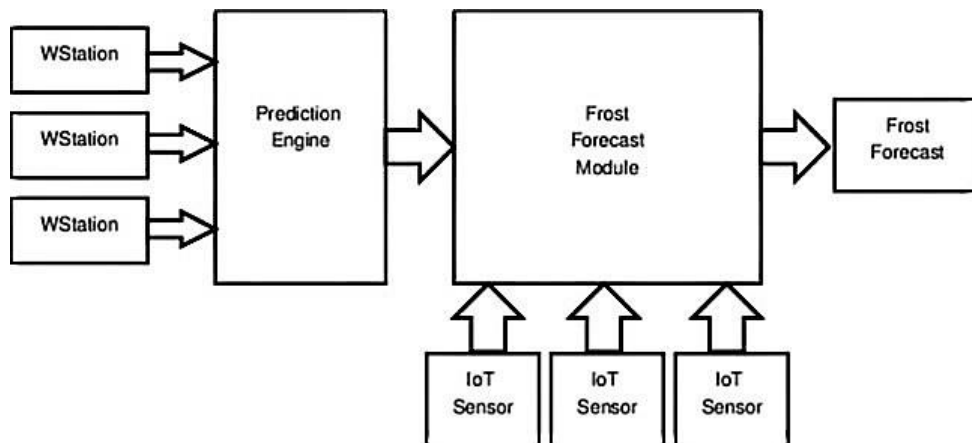 WStation
WStation
WStation
Prediction
Engine
Frost
Forecast
Module
Frost
Forecast
IoT
Sensor
IoT
Sensor
IoT
Sensor